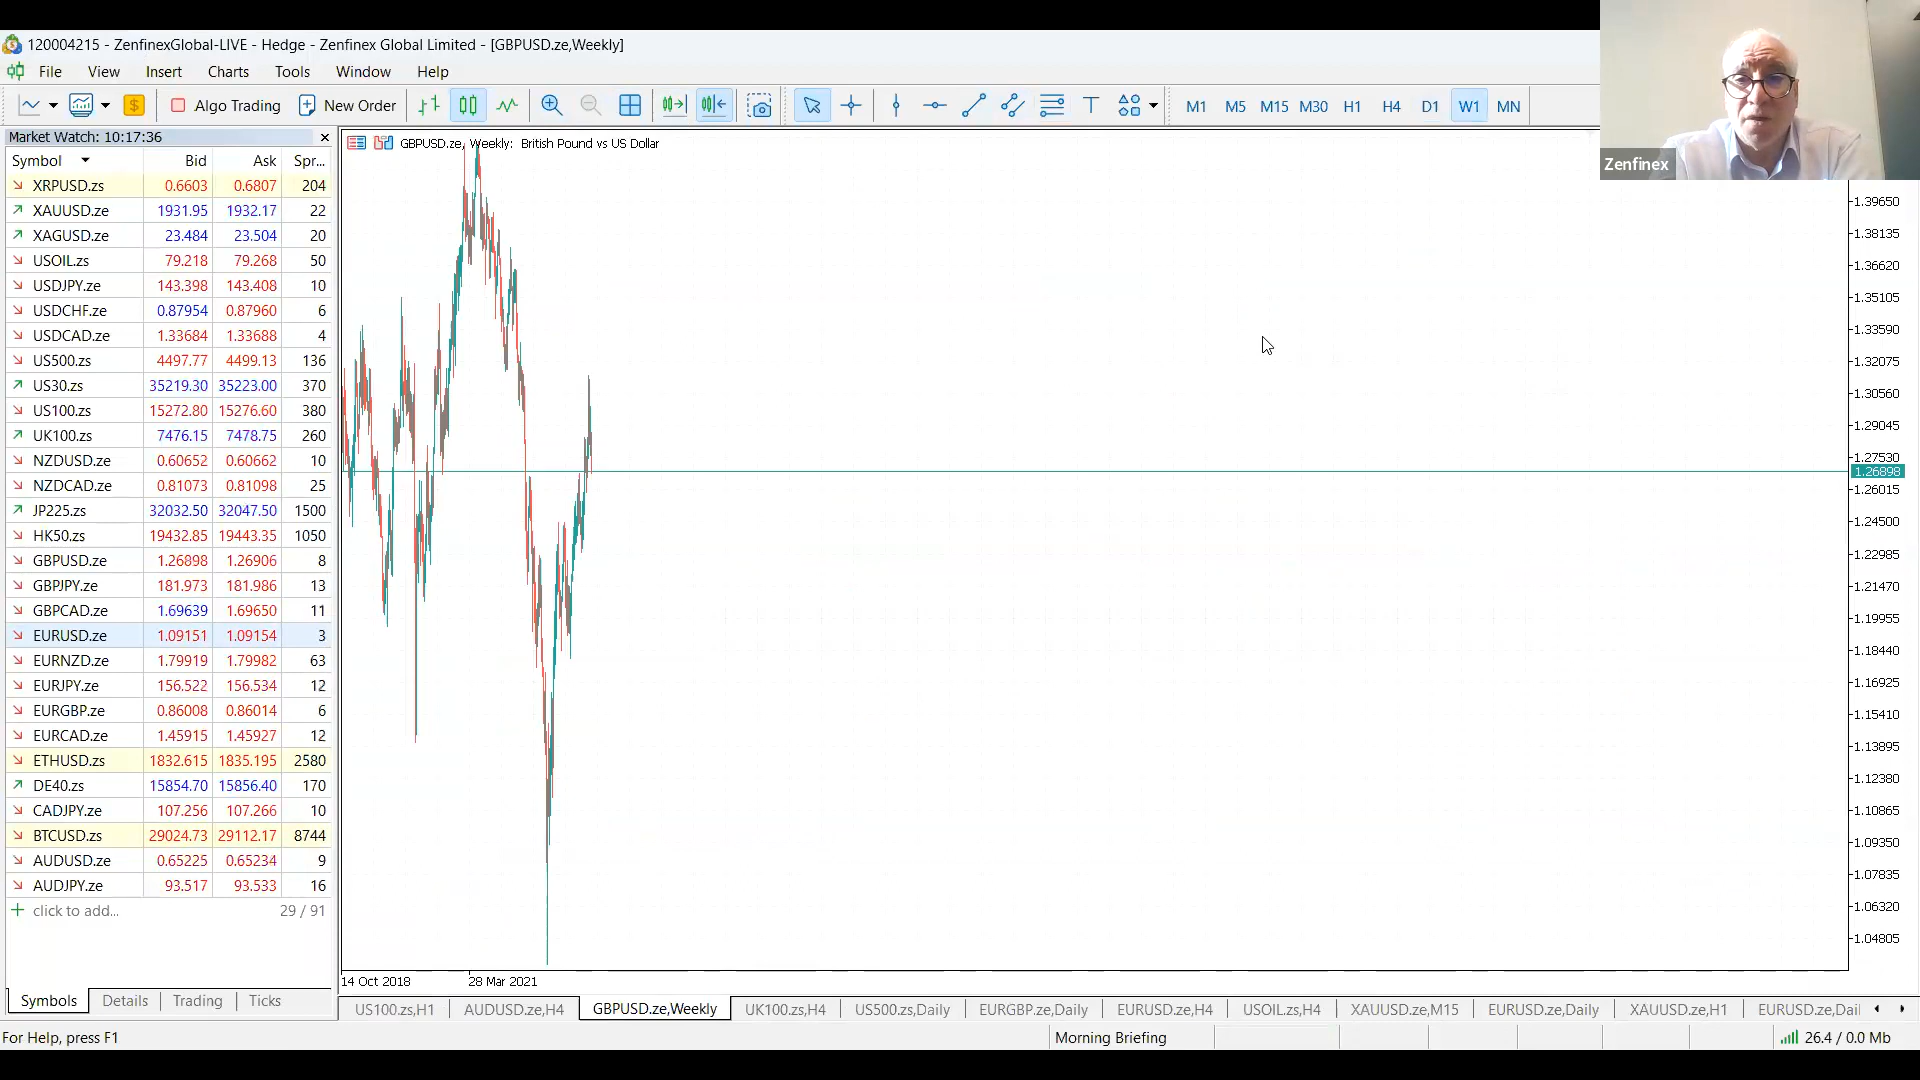 120004215 - ZenfinexGlobal-LIVE - Hedge - Zenfinex Global Limited - [GBPUSD.ze,Weekly]
File View Insert Charts Tools Window Help
Algo Trading New Order T M1 M5 M15 M30 H1 H4 D1 W1 MN
Zenfinex
Market Watch: 10:17:36
GBPUSD.ze, Weekly: British Pound vs US Dollar
Symbol Bid Ask Spr...
XRPUSD.zs 0.6603 0.6807 204
XAUUSD.ze 1931.95 1932.17 22
XAGUSD.ze 23.484 23.504 20
USOIL.zs 79.218 79.268 50
USDJPY.ze 143.398 143.408 10
USDCHF.ze 0.87954 0.87960 6
USDCAD.ze 1.33684 1.33688 4
US500.zs 4497.77 4499.13 136
US30.zs 35219.30 35223.00 370
US100.zs 15272.80 15276.60 380
UK100.zs 7476.15 7478.75 260
NZDUSD.ze 0.60652 0.60662 10
NZDCAD.ze 0.81073 0.81098 25
JP225.zs 32032.50 32047.50 1500
HK50.zs 19432.85 19443.35 1050
GBPUSD.ze 1.26898 1.26906 8
GBPJPY.ze 181.973 181.986 13
GBPCAD.ze 1.69639 1.69650 11
EURUSD.ze 1.09151 1.09154 3
EURNZD.ze 1.79919 1.79982 63
EURJPY.ze 156.522 156.534 12
EURGBP.ze 0.86008 0.86014 6
EURCAD.ze 1.45915 1.45927 12
ETHUSD.zs 1832.615 1835.195 2580
DE40.zs 15854.70 15856.40 170
CADJPY.ze 107.256 107.266 10
BTCUSD.zs 29024.73 29112.17 8744
AUDUSD.ze 0.65225 0.65234 9
AUDJPY.ze 93.517 93.533 16
click to add... 29 / 91
1.39650
1.38135
1.36620
1.35105
1.33590
1.32075
1.30560
1.29045
1.27530
1.26898
1.26015
1.24500
1.22985
1.21470
1.19955
1.18440
1.16925
1.15410
1.13895
1.12380
1.10865
1.09350
1.07835
1.06320
1.04805
14 Oct 2018 28 Mar 2021
Symbols Details Trading Ticks
US100.zs,H1 AUDUSD.ze,H4 GBPUSD.ze,Weekly UK100.zs,H4 US500.zs,Daily EURGBP.ze,Daily EURUSD.ze,H4 USOIL.zs,H4 XAUUSD.ze,M15 EURUSD.ze,Daily XAUUSD.ze,H1 EURUSD.ze,Dail
For Help, press F1 Morning Briefing 26.4 / 0.0 Mb